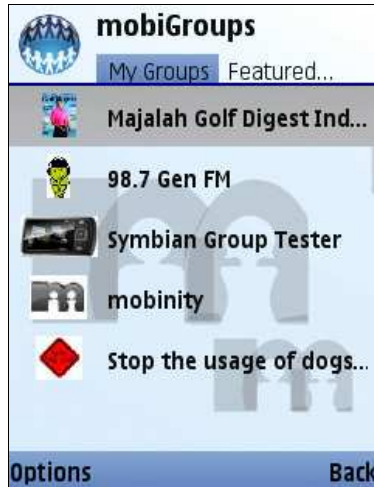 mobiGroups
My Groups Featured...
Majalah Golf Digest Ind...
98.7 Gen FM
Symbian Group Tester
mobinity
Stop the usage of dogs...
Options Back